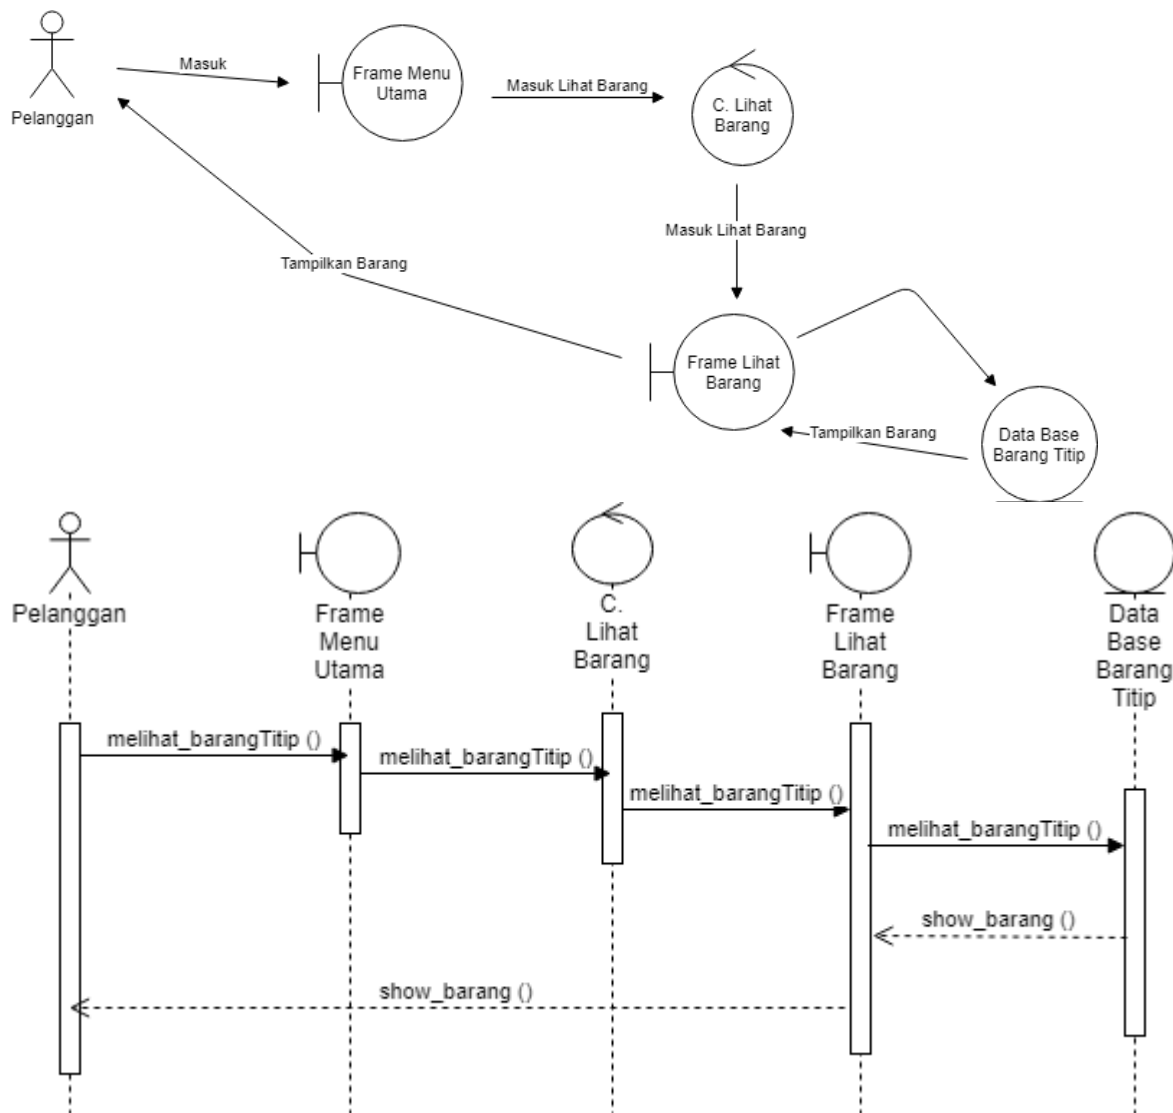 Masuk
Frame Menu
Utama
Masuk Lihat Barang
C. Lihat
Barang
Pelanggan
Masuk Lihat Barang
Tampilkan Barang
Frame Lihat
Barang
Tampilkan Barang
Data Base
Barang Titip
Pelanggan
Frame
Menu
Utama
C.
Lihat
Barang
Frame
Lihat
Barang
Data
Base
Barang
Titip
melihat_barangTitip ()
melihat_barangTitip ()
melihat_barangTitip ()
melihat_barangTitip ()
show_barang ()
show_barang ()